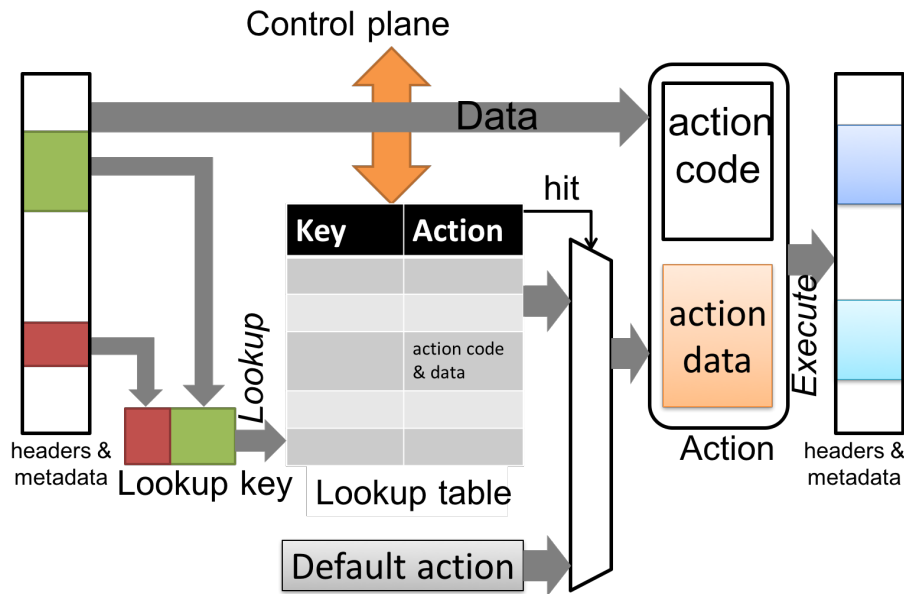 Control plane
Data
action
code
hit
Key
Action
Lookup
action code
& data
action
data
Execute
headers &
metadata
Lookup key
Lookup table
Action
headers &
metadata
Default action